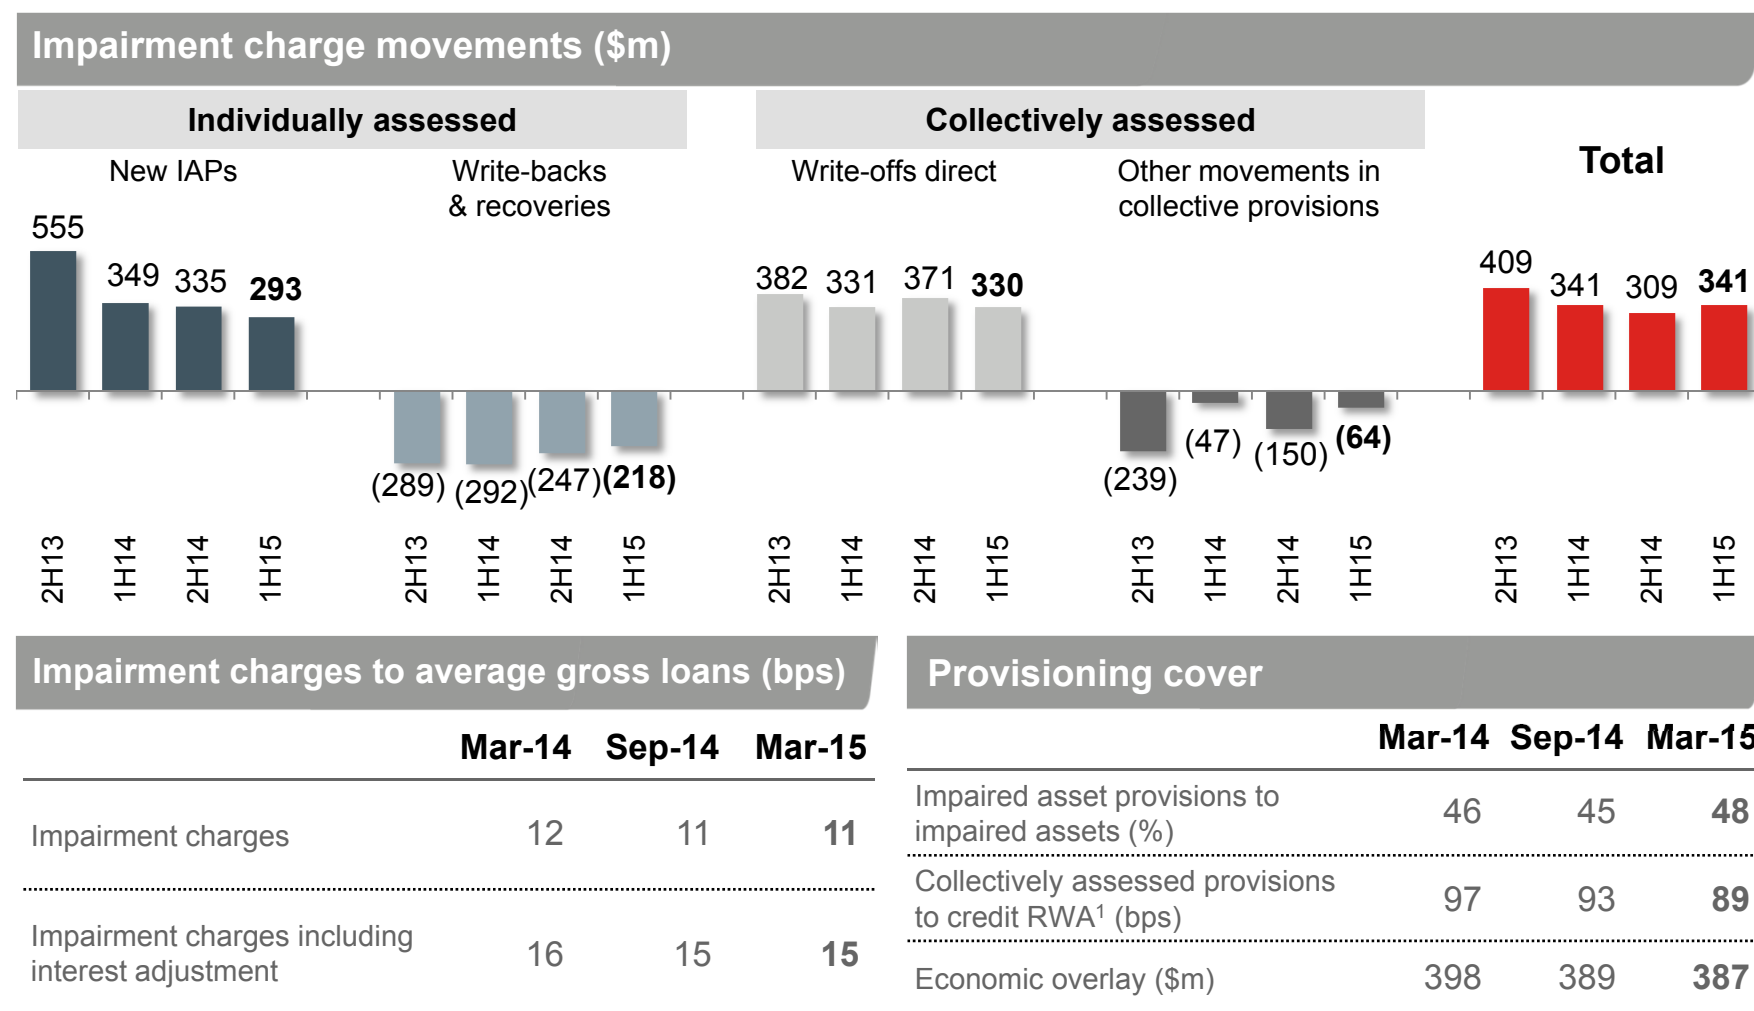 Impairment charge movements ($m)
Individually assessed
Collectively assessed
Total
New IAPs
Write-backs
& recoveries
Write-offs direct
Other movements in
collective provisions
555
349
335
293
(289)
(292)
(247)
(218)
382
331
371
330
(239)
(47)
(150)
(64)
409
341
309
341
2H13
1H14
2H14
1H15
2H13
1H14
2H14
1H15
2H13
1H14
2H14
1H15
2H13
1H14
2H14
1H15
2H13
1H14
2H14
1H15
Impairment charges to average gross loans (bps)
Mar-14 Sep-14 Mar-15
Impairment charges 12 11 11
Impairment charges including
interest adjustment 16 15 15
Provisioning cover
Mar-14 Sep-14 Mar-15
Impaired asset provisions to
impaired assets (%) 46 45 48
Collectively assessed provisions
to credit RWA¹ (bps) 97 93 89
Economic overlay ($m) 398 389 387